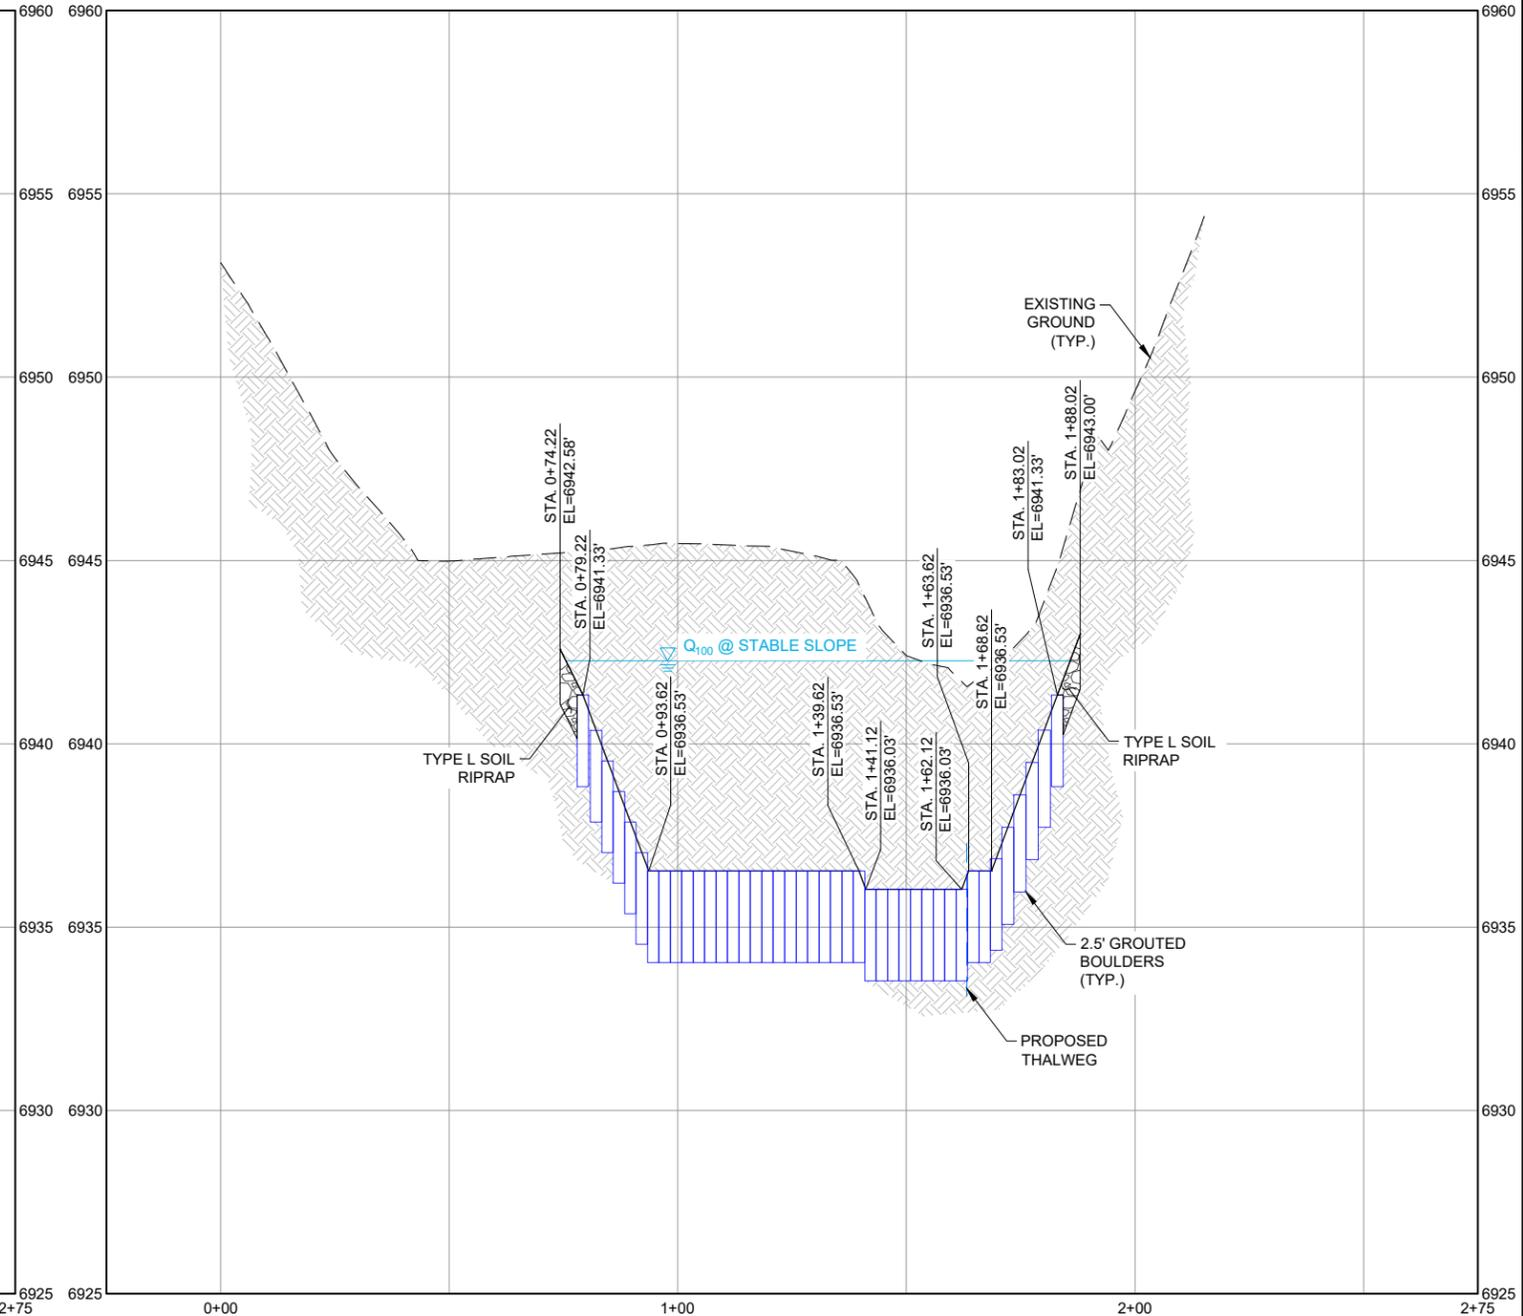 6960 6960
6960
6955 6955
6955
EXISTING
GROUND
(TYP.)
6950 6950
6950
STA. 0+74.22
EL=6942.58'
STA. 0+79.22
EL=6941.33'
STA. 1+83.02
EL=6941.33'
STA. 1+88.02
EL=6943.00'
6945 6945
6945
STA. 1+63.62
EL=6936.53'
STA. 1+68.62
EL=6936.53'
Q100 @ STABLE SLOPE
STA. 0+93.62
EL=6936.53'
STA. 1+39.62
EL=6936.53'
STA. 1+41.12
EL=6936.03'
STA. 1+62.12
EL=6936.03'
6940 6940
6940
TYPE L SOIL
RIPRAP
TYPE L SOIL
RIPRAP
6935 6935
6935
2.5' GROUTED
BOULDERS
(TYP.)
PROPOSED
THALWEG
6930 6930
6930
6925 6925
6925
2+75 0+00 1+00 2+00 2+75